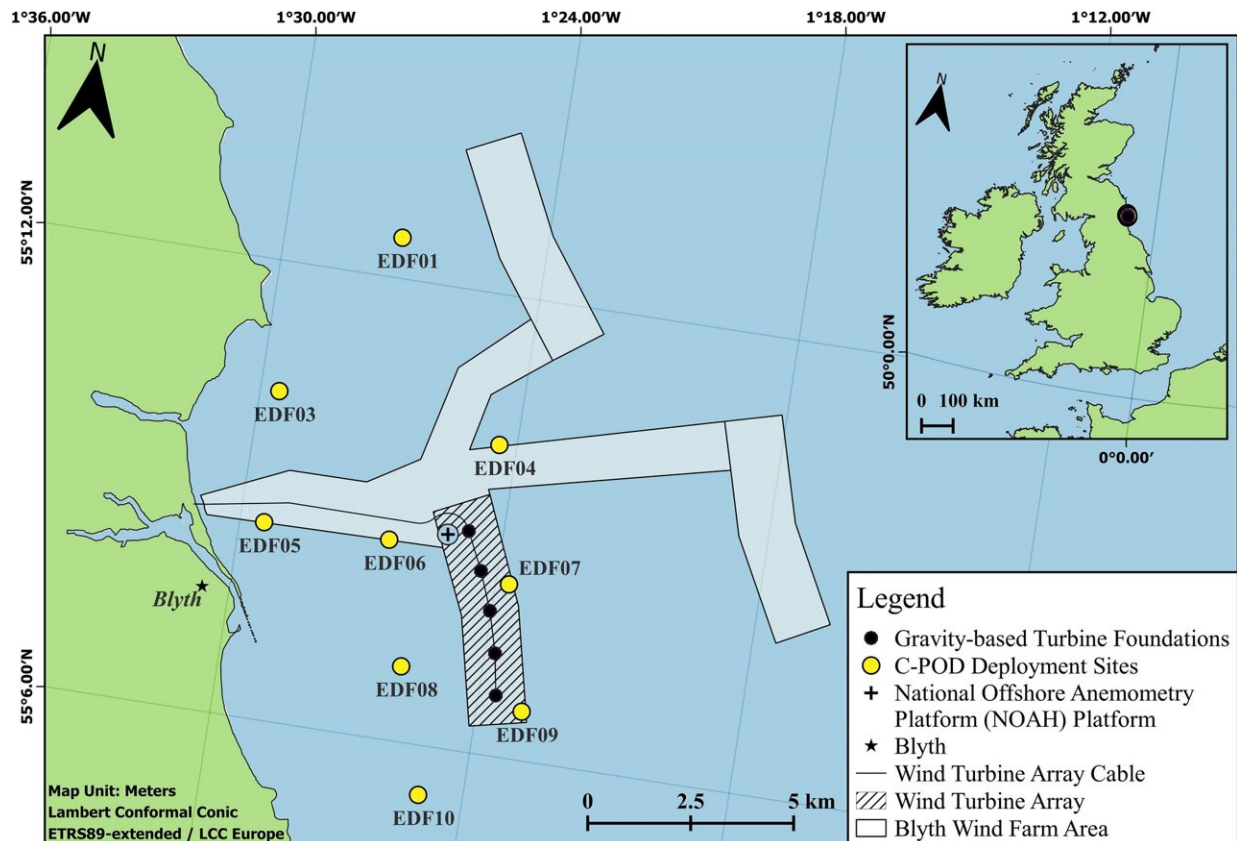 1°36.00'W
1°30.00'W
1°24.00'W
1°18.00'W
1°12.00'W
N
N
55°12.00'N
EDF01
50°0.00'N
0 100 km
0°0.00'
EDF03
EDF04
EDF05
EDF06
EDF07
Blyth
EDF08
55°6.00'N
EDF09
EDF10
Legend
Gravity-based Turbine Foundations
C-POD Deployment Sites
National Offshore Anemometry
Platform (NOAH) Platform
Blyth
Wind Turbine Array Cable
Wind Turbine Array
Blyth Wind Farm Area
0 2.5 5 km
Map Unit: Meters
Lambert Conformal Conic
ETRS89-extended / LCC Europe